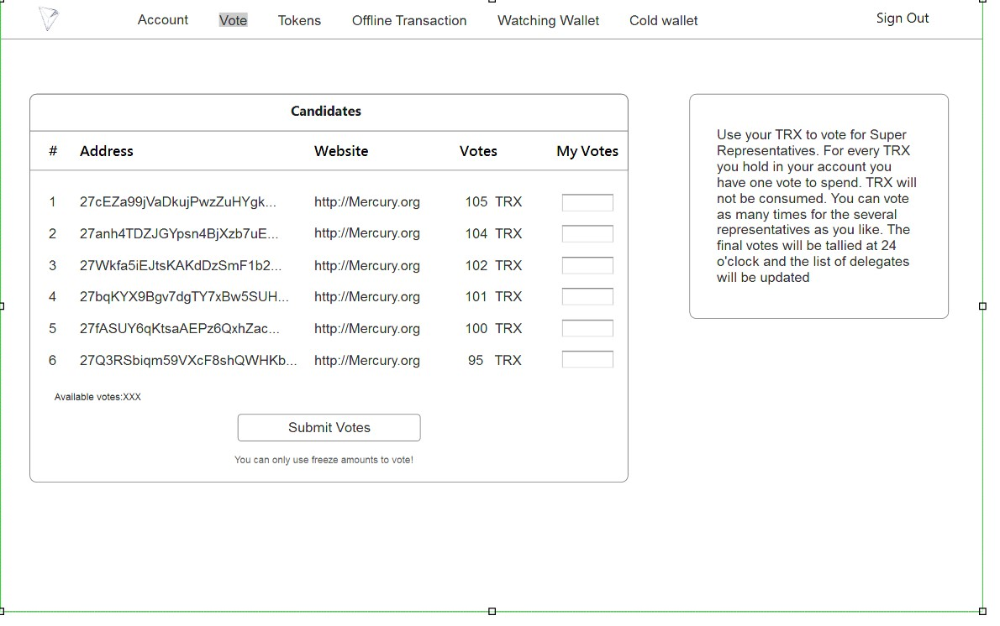 Account Vote Tokens Offline Transaction Watching Wallet Cold wallet Sign Out
Candidates
# Address Website Votes My Votes
1 27cEZa99jVaDkujPwzZuHYgk... http://Mercury.org 105 TRX
2 27anh4TDZJGYpsn4BjXzb7uE... http://Mercury.org 104 TRX
3 27Wkfa5iEJtsKAKdDzSmF1b2... http://Mercury.org 102 TRX
4 27bqKYX9Bgv7dgTY7xBw5SUH... http://Mercury.org 101 TRX
5 27fASUY6qKtsaAEPz6QxhZac... http://Mercury.org 100 TRX
6 27Q3RSbiqm59VXcF8shQWHKb... http://Mercury.org 95 TRX
Available votes:XXX
Submit Votes
You can only use freeze amounts to vote!
Use your TRX to vote for Super
Representatives. For every TRX
you hold in your account you
have one vote to spend. TRX will
not be consumed. You can vote
as many times for the several
representatives as you like. The
final votes will be tallied at 24
o'clock and the list of delegates
will be updated